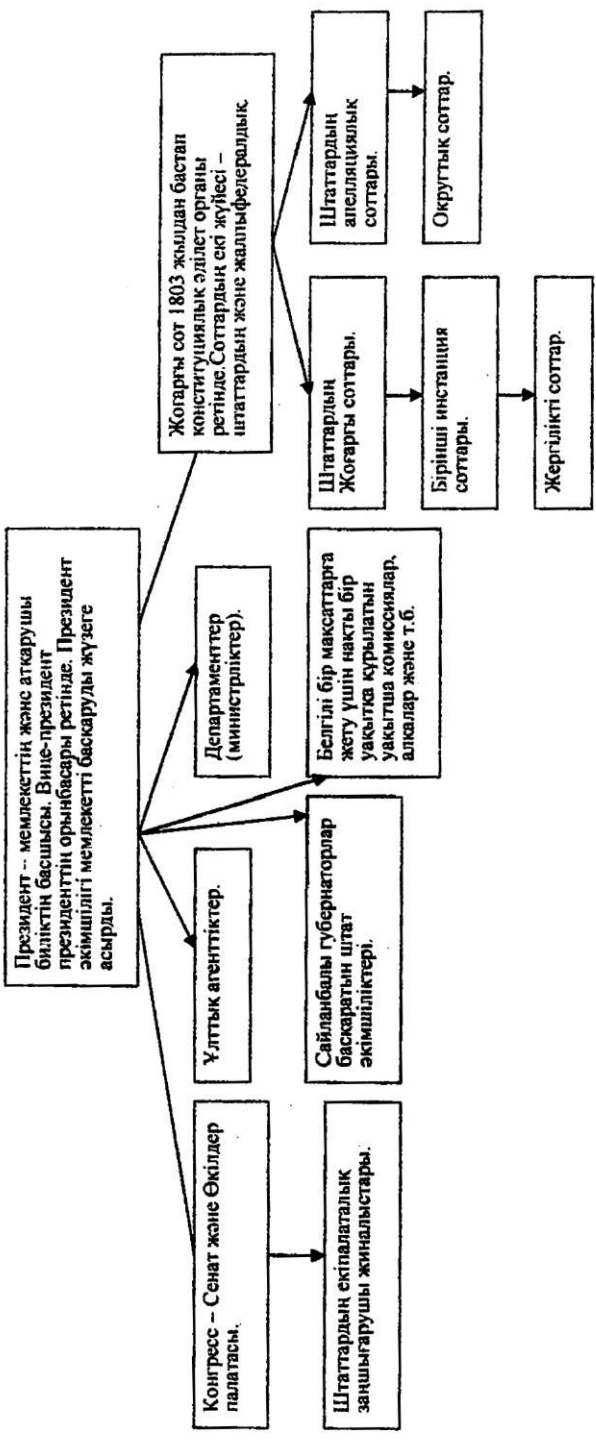 Президент – мемлекеттің және атқарушы
биліктің басшысы. Вице-президент
президенттің орынбасары ретінде. Президент
әкімшілігі мемлекетті басқаруды жүзеге
асырды.
Конгресс – Сенат және Өкілдер
палатасы.
Ұлттық агенттіктер.
Департаменттер
(министрліктер).
Жоғарғы сот 1803 жылдан бастап
конституциялық әділет органы
ретінде.Соттардың екі жүйесі –
штаттардың және жалпыфедералдық.
Штаттардың екіпалаталық
заңшығарушы жиналыстары.
Сайланбалы губернаторлар
басқаратын штат
әкімшіліктері.
Белгілі бір мақсаттарға
жету үшін нақты бір
уақытқа құрылатын
уақытша комиссиялар,
алқалар және т.б.
Штаттардың
Жоғарғы соттары.
Штаттардың
апелляциялық
соттары.
Бірінші инстанция
соттары.
Округтық соттар.
Жергілікті соттар.